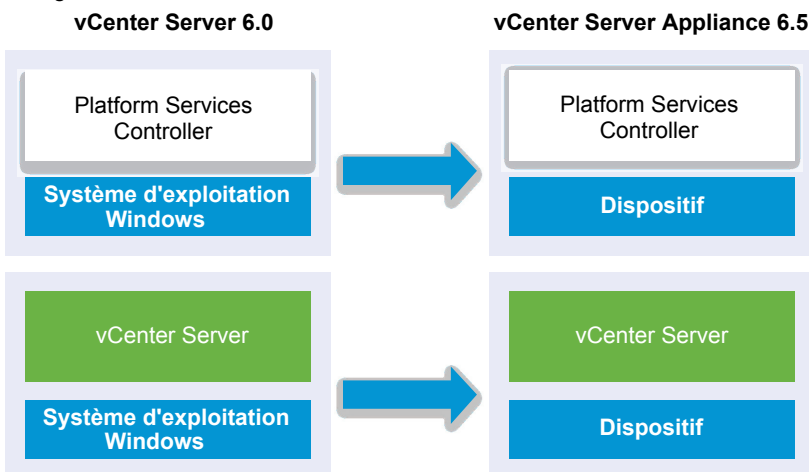 vCenter Server 6.0
vCenter Server Appliance 6.5
Platform Services
Controller
Platform Services
Controller
Système d'exploitation
Windows
Dispositif
vCenter Server
vCenter Server
Système d'exploitation
Windows
Dispositif